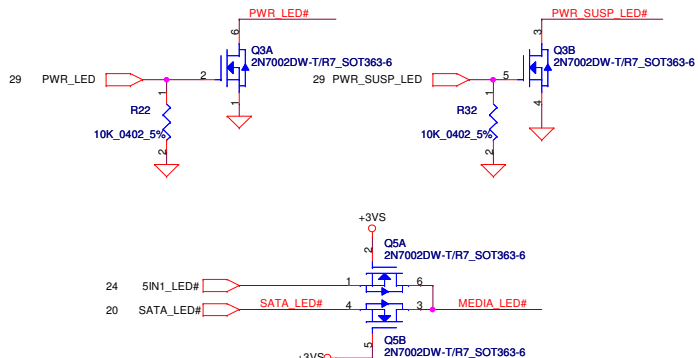 PWR_LED#
6
Q3A
2N7002DW-T/R7_SOT363-6
29 PWR_LED
2
1
1
R22
10K_0402_5%
2
PWR_SUSP_LED#
3
Q3B
2N7002DW-T/R7_SOT363-6
29 PWR_SUSP_LED
5
1
4
R32
10K_0402_5%
2
+3VS
Q5A
2N7002DW-T/R7_SOT363-6
2
24 5IN1_LED#
1
6
20 SATA_LED#
SATA_LED#
4
3
MEDIA_LED#
5
Q5B
2N7002DW-T/R7_SOT363-6
+3VS